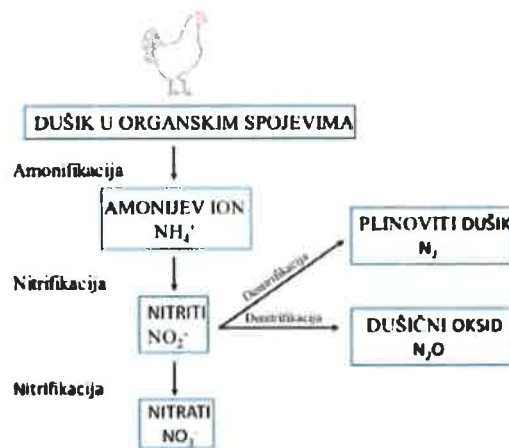 DUŠIK U ORGANSKIM SPOJEVIMA
Amonifikacija
AMONIJEV ION
NH₄⁺
PLINOVITI DUŠIK
N₂
Nitrifikacija
Denitrifikacija
Denitrifikacija
NITRITI
NO₂⁻
DUŠIČNI OKSID
N₂O
Nitrifikacija
NITRATI
NO₃⁻